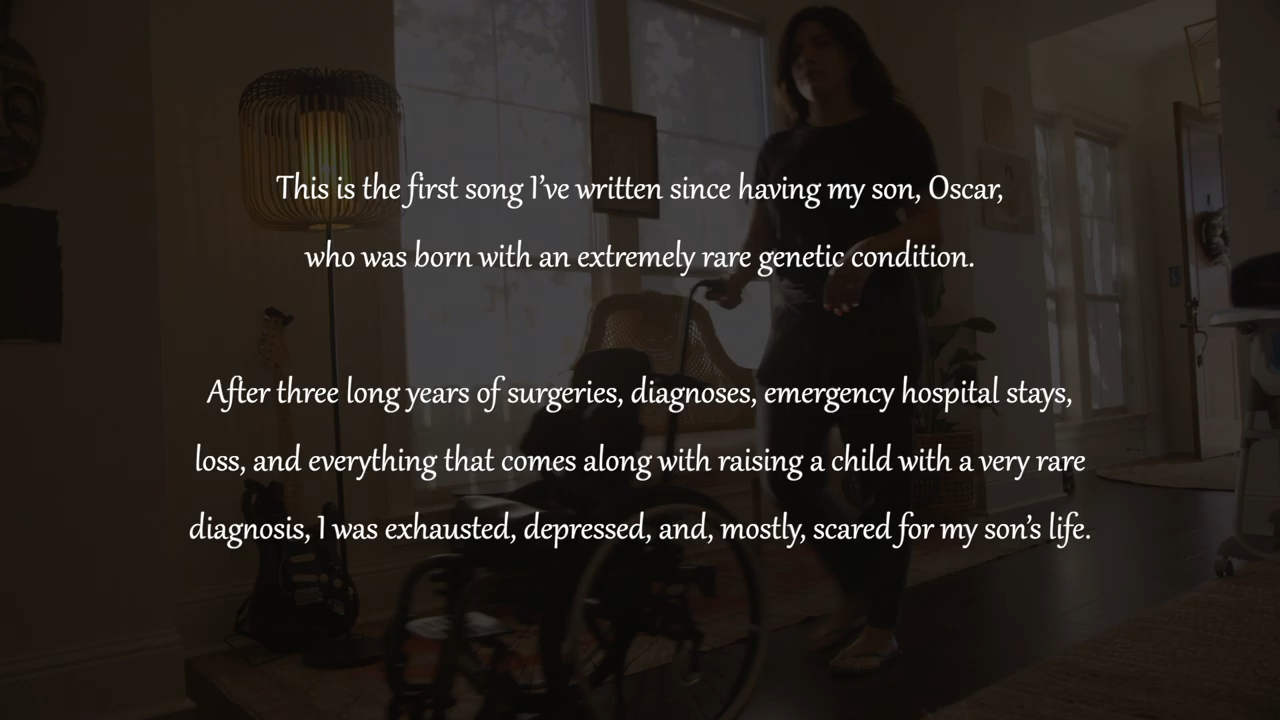 This is the first song I’ve written since having my son, Oscar,
who was born with an extremely rare genetic condition.
After three long years of surgeries, diagnoses, emergency hospital stays,
loss, and everything that comes along with raising a child with a very rare
diagnosis, I was exhausted, depressed, and, mostly, scared for my son’s life.